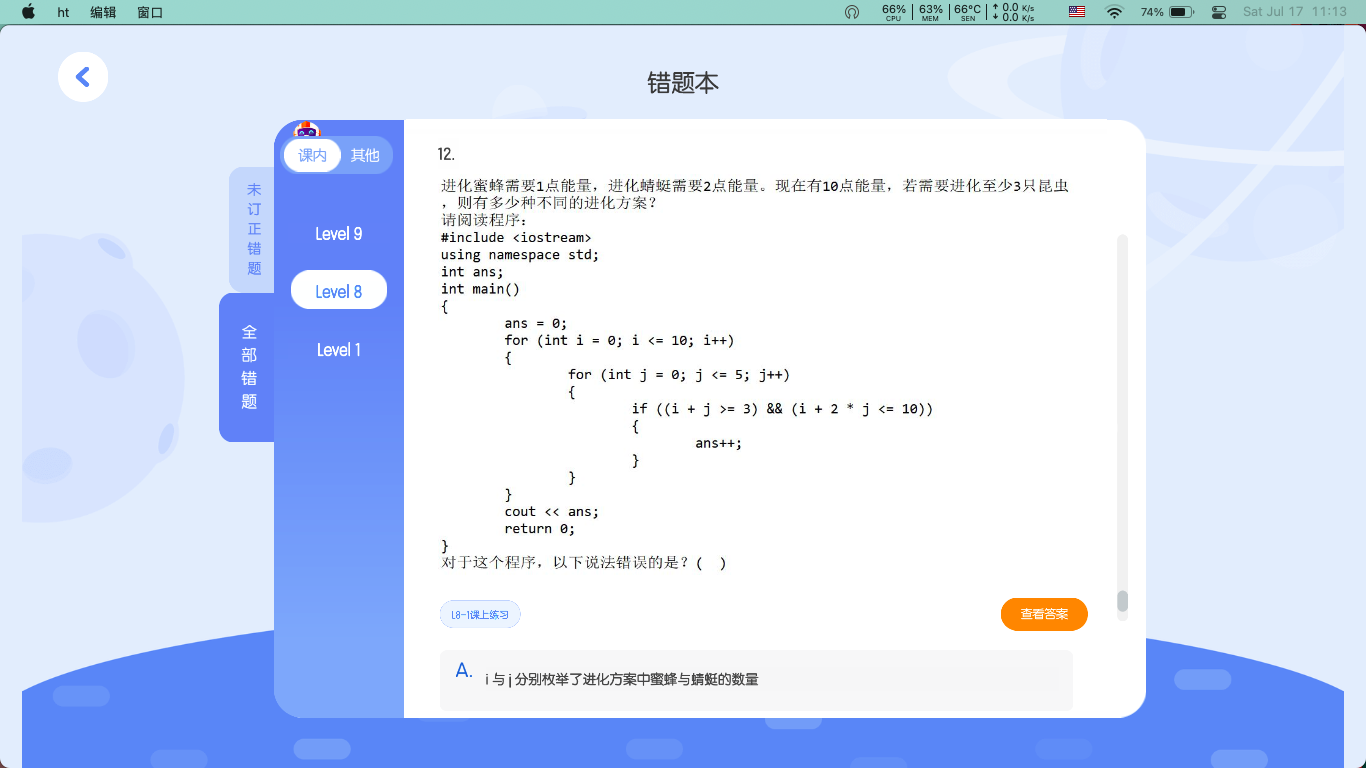 ht 编辑 窗口 66% CPU 63% MEM 66°C SEN 0.0 K/s 0.0 K/s 74% Sat Jul 17 11:13
错题本
课内 其他
未订正错题
全部错题
Level 9
Level 8
Level 1
12.
进化蜜蜂需要1点能量，进化蜻蜓需要2点能量。现在有10点能量，若需要进化至少3只昆虫
，则有多少种不同的进化方案？
请阅读程序：
#include <iostream>
using namespace std;
int ans;
int main()
{
        ans = 0;
        for (int i = 0; i <= 10; i++)
        {
                for (int j = 0; j <= 5; j++)
                {
                        if ((i + j >= 3) && (i + 2 * j <= 10))
                        {
                                ans++;
                        }
                }
        }
        cout << ans;
        return 0;
}
对于这个程序，以下说法错误的是？(  )
L8-1课上练习
查看答案
A. i 与 j 分别枚举了进化方案中蜜蜂与蜻蜓的数量